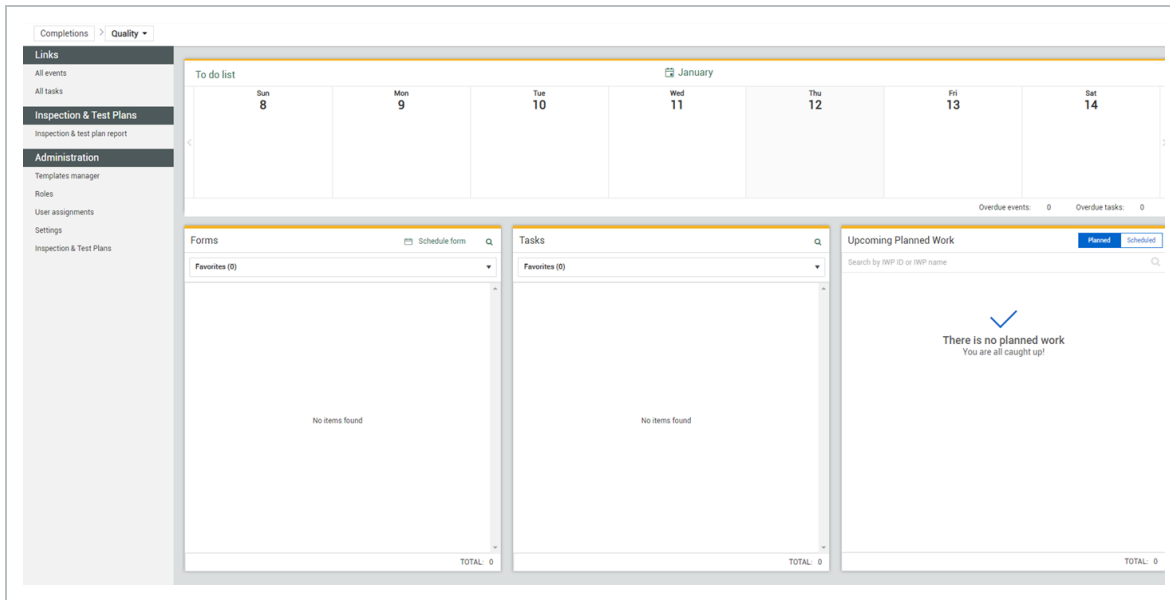 Completions > Quality
Links
All events
All tasks
Inspection & Test Plans
Inspection & test plan report
Administration
Templates manager
Roles
User assignments
Settings
Inspection & Test Plans
To do list
January
Sun Mon Tue Wed Thu Fri Sat
8 9 10 11 12 13 14
Overdue events: 0 Overdue tasks: 0
Forms Schedule form
Favorites (0)
No items found
TOTAL: 0
Tasks
Favorites (0)
No items found
TOTAL: 0
Upcoming Planned Work Planned Scheduled
Search by IWP ID or IWP name
There is no planned work
You are all caught up!
TOTAL: 0